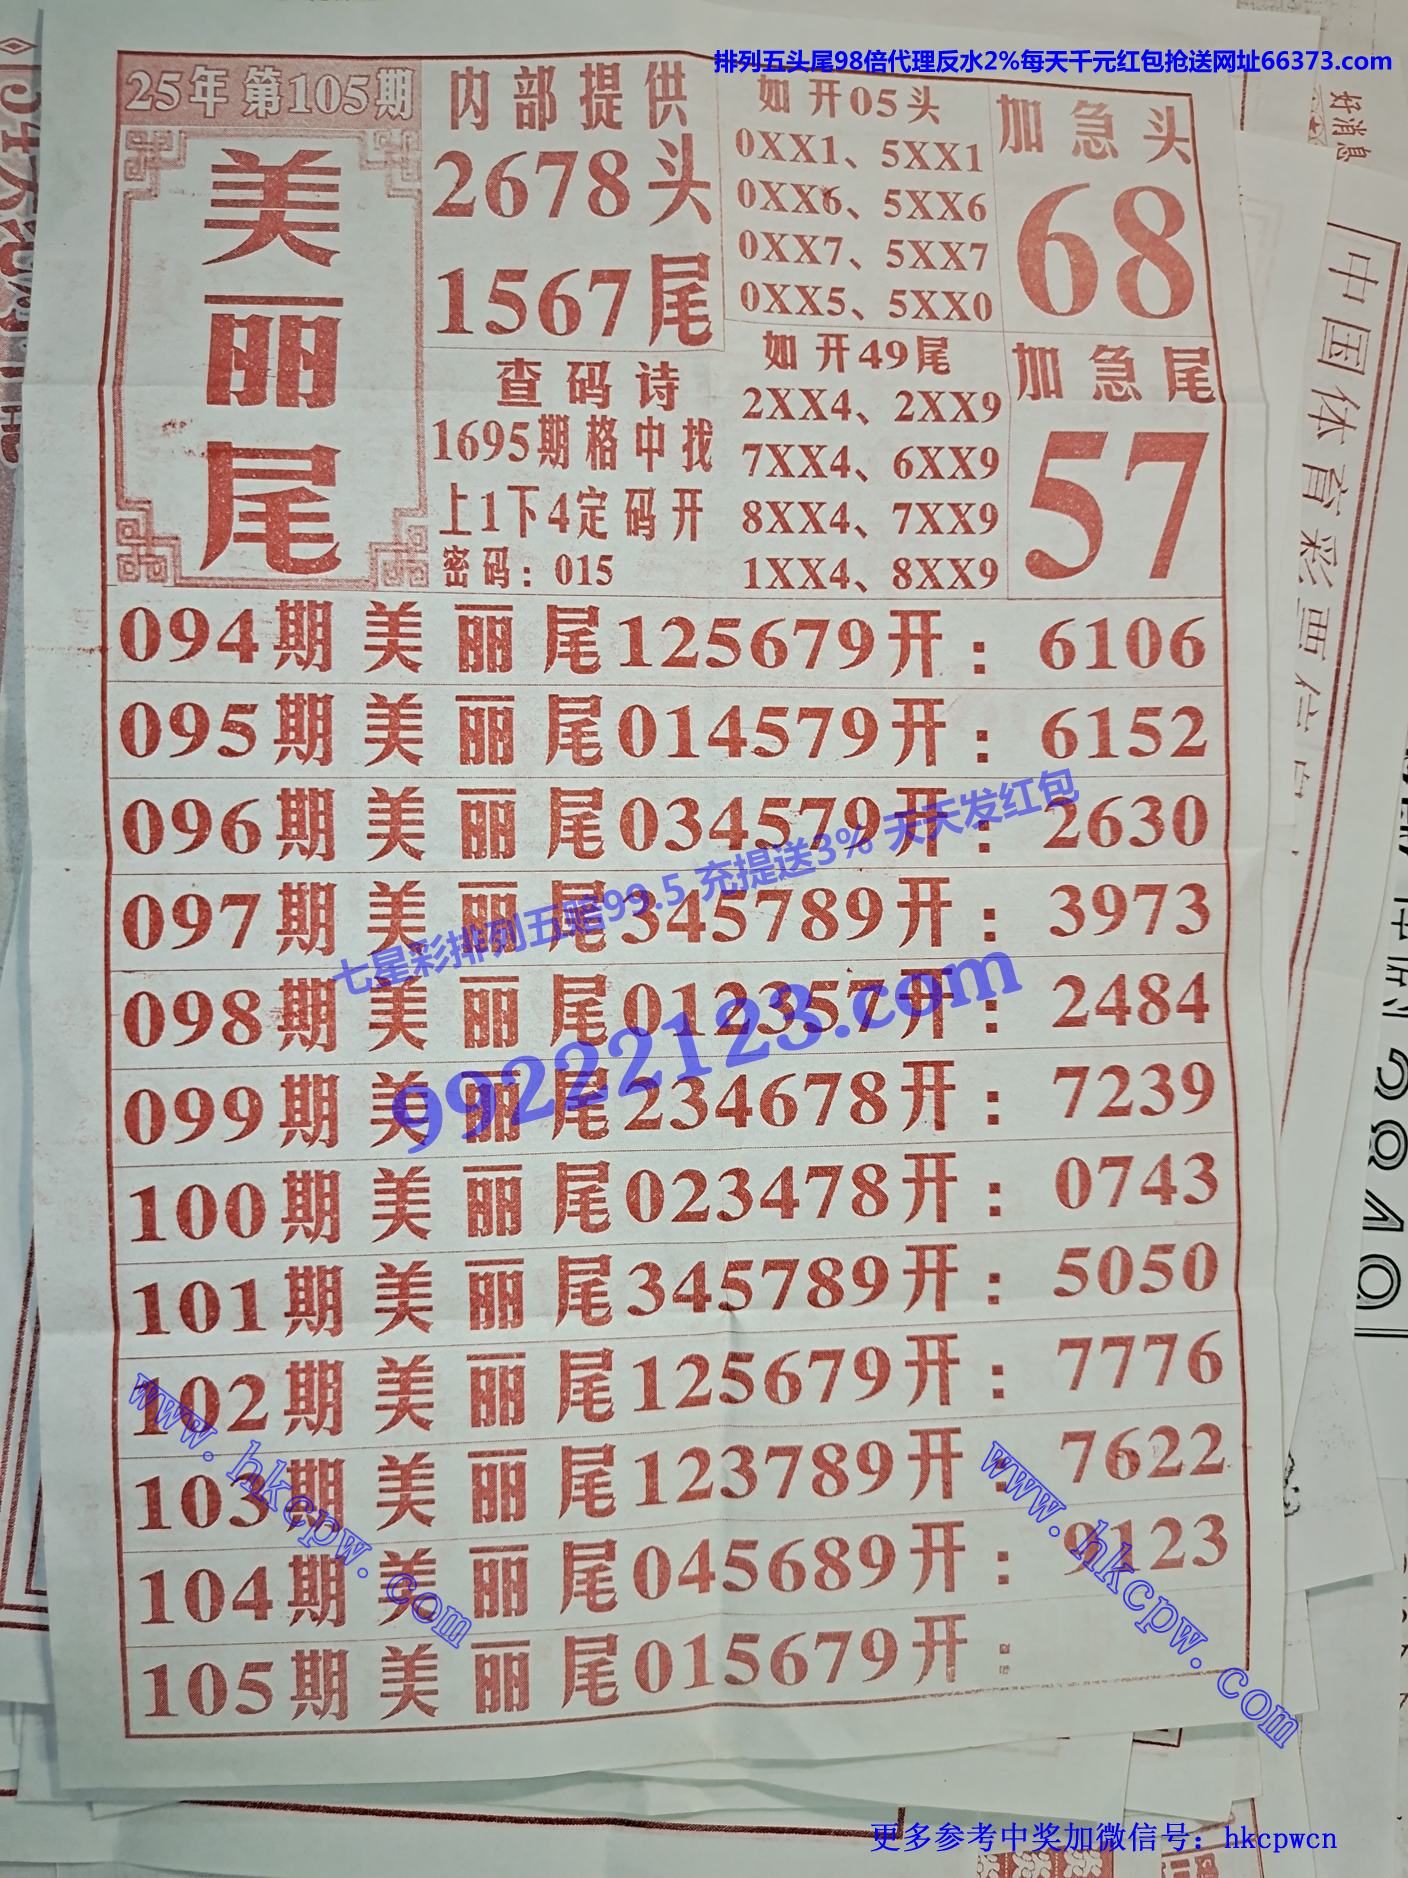 排列五头尾98倍代理反水2%每天千元红包抢送网址66373.com
好消息
25年 第105期
美丽尾
内部提供
2678头
1567尾
查码诗
1695期格中找
上1下4定码开
密码：015
如开05头
0XX1、5XX1
0XX6、5XX6
0XX7、5XX7
0XX5、5XX0
如开49尾
2XX4、2XX9
7XX4、6XX9
8XX4、7XX9
1XX4、8XX9
加急头
68
加急尾
57
中国体育彩
094期美丽尾125679开：6106
095期美丽尾014579开：6152
096期美丽尾034579开：2630
097期美丽尾345789开：3973
098期美丽尾012357开：2484
099期美丽尾234678开：7239
100期美丽尾023478开：0743
101期美丽尾345789开：5050
102期美丽尾125679开：7776
103期美丽尾123789开：7622
104期美丽尾045689开：9123
105期美丽尾015679开：
七星彩排列五赔99.5 充提送3% 天天发红包
99222123.com
www.hkcpw.com
www.hkcpw.com
更多参考中奖加微信号：hkcpwcn